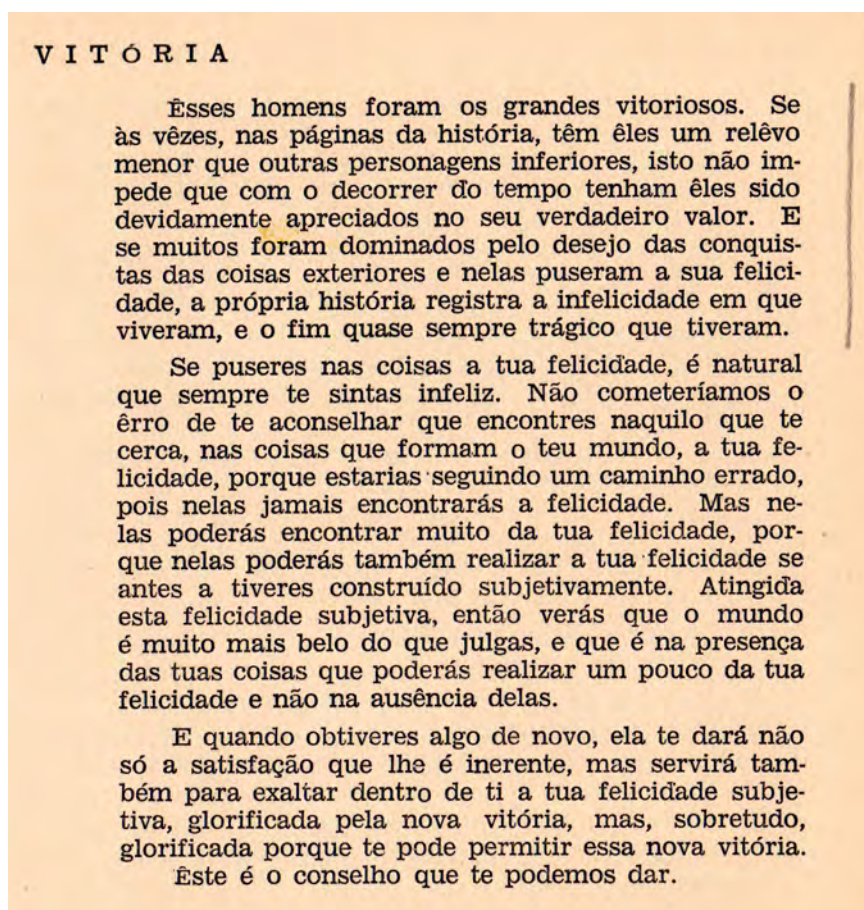 VITÓRIA
Êsses homens foram os grandes vitoriosos. Se
às vêzes, nas páginas da história, têm êles um relêvo
menor que outras personagens inferiores, isto não im-
pede que com o decorrer do tempo tenham êles sido
devidamente apreciados no seu verdadeiro valor. E
se muitos foram dominados pelo desejo das conquis-
tas das coisas exteriores e nelas puseram a sua felici-
dade, a própria história registra a infelicidade em que
viveram, e o fim quase sempre trágico que tiveram.
Se puseres nas coisas a tua felicidade, é natural
que sempre te sintas infeliz. Não cometeríamos o
êrro de te aconselhar que encontres naquilo que te
cerca, nas coisas que formam o teu mundo, a tua fe-
licidade, porque estarias seguindo um caminho errado,
pois nelas jamais encontrarás a felicidade. Mas ne-
las poderás encontrar muito da tua felicidade, por-
que nelas poderás também realizar a tua felicidade se
antes a tiveres construído subjetivamente. Atingida
esta felicidade subjetiva, então verás que o mundo
é muito mais belo do que julgas, e que é na presença
das tuas coisas que poderás realizar um pouco da tua
felicidade e não na ausência delas.
E quando obtiveres algo de novo, ela te dará não
só a satisfação que lhe é inerente, mas servirá tam-
bém para exaltar dentro de ti a tua felicidade subje-
tiva, glorificada pela nova vitória, mas, sobretudo,
glorificada porque te pode permitir essa nova vitória.
Êste é o conselho que te podemos dar.